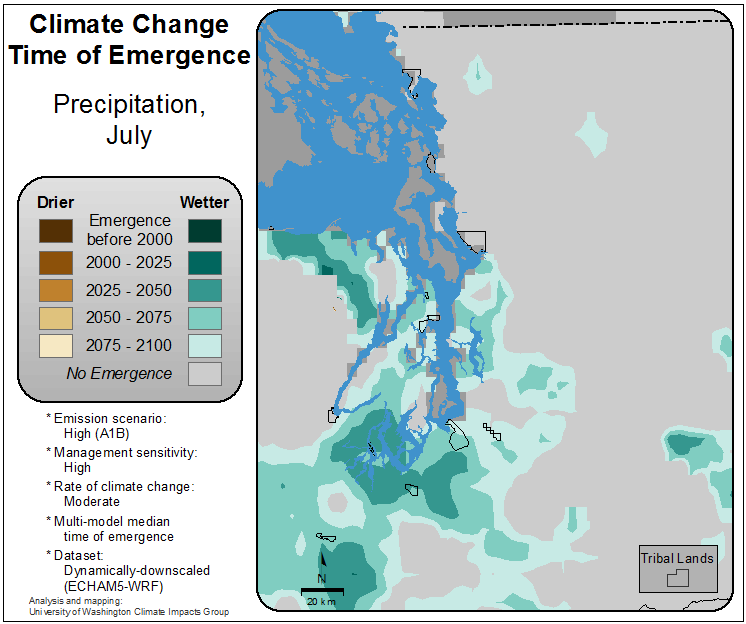 Climate Change
Time of Emergence
Precipitation,
July
Drier
Wetter
Emergence
before 2000
2000 - 2025
2025 - 2050
2050 - 2075
2075 - 2100
No Emergence
* Emission scenario:
High (A1B)
* Management sensitivity:
High
* Rate of climate change:
Moderate
* Multi-model median
time of emergence
* Dataset:
Dynamically-downscaled
(ECHAM5-WRF)
Analysis and mapping:
University of Washington Climate Impacts Group
N
20 km
Tribal Lands